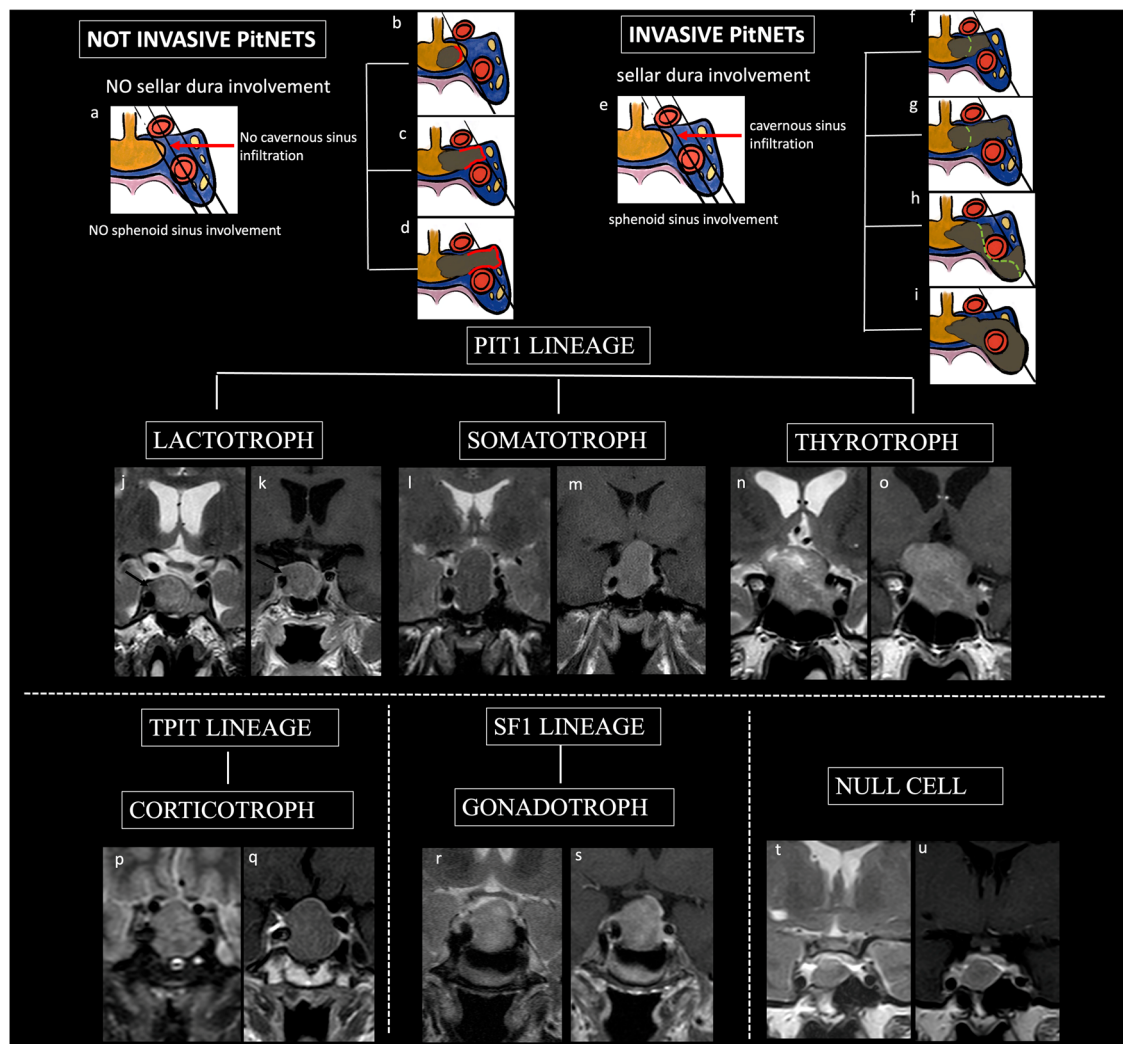 NOT INVASIVE PitNETS
NO sellar dura involvement
a
No cavernous sinus
infiltration
NO sphenoid sinus involvement
b
c
d
INVASIVE PitNETs
sellar dura involvement
e
cavernous sinus
infiltration
sphenoid sinus involvement
f
g
h
i
PIT1 LINEAGE
LACTOTROPH
SOMATOTROPH
THYROTROPH
j
k
l
m
n
o
TPIT LINEAGE
SF1 LINEAGE
CORTICOTROPH
GONADOTROPH
NULL CELL
p
q
r
s
t
u